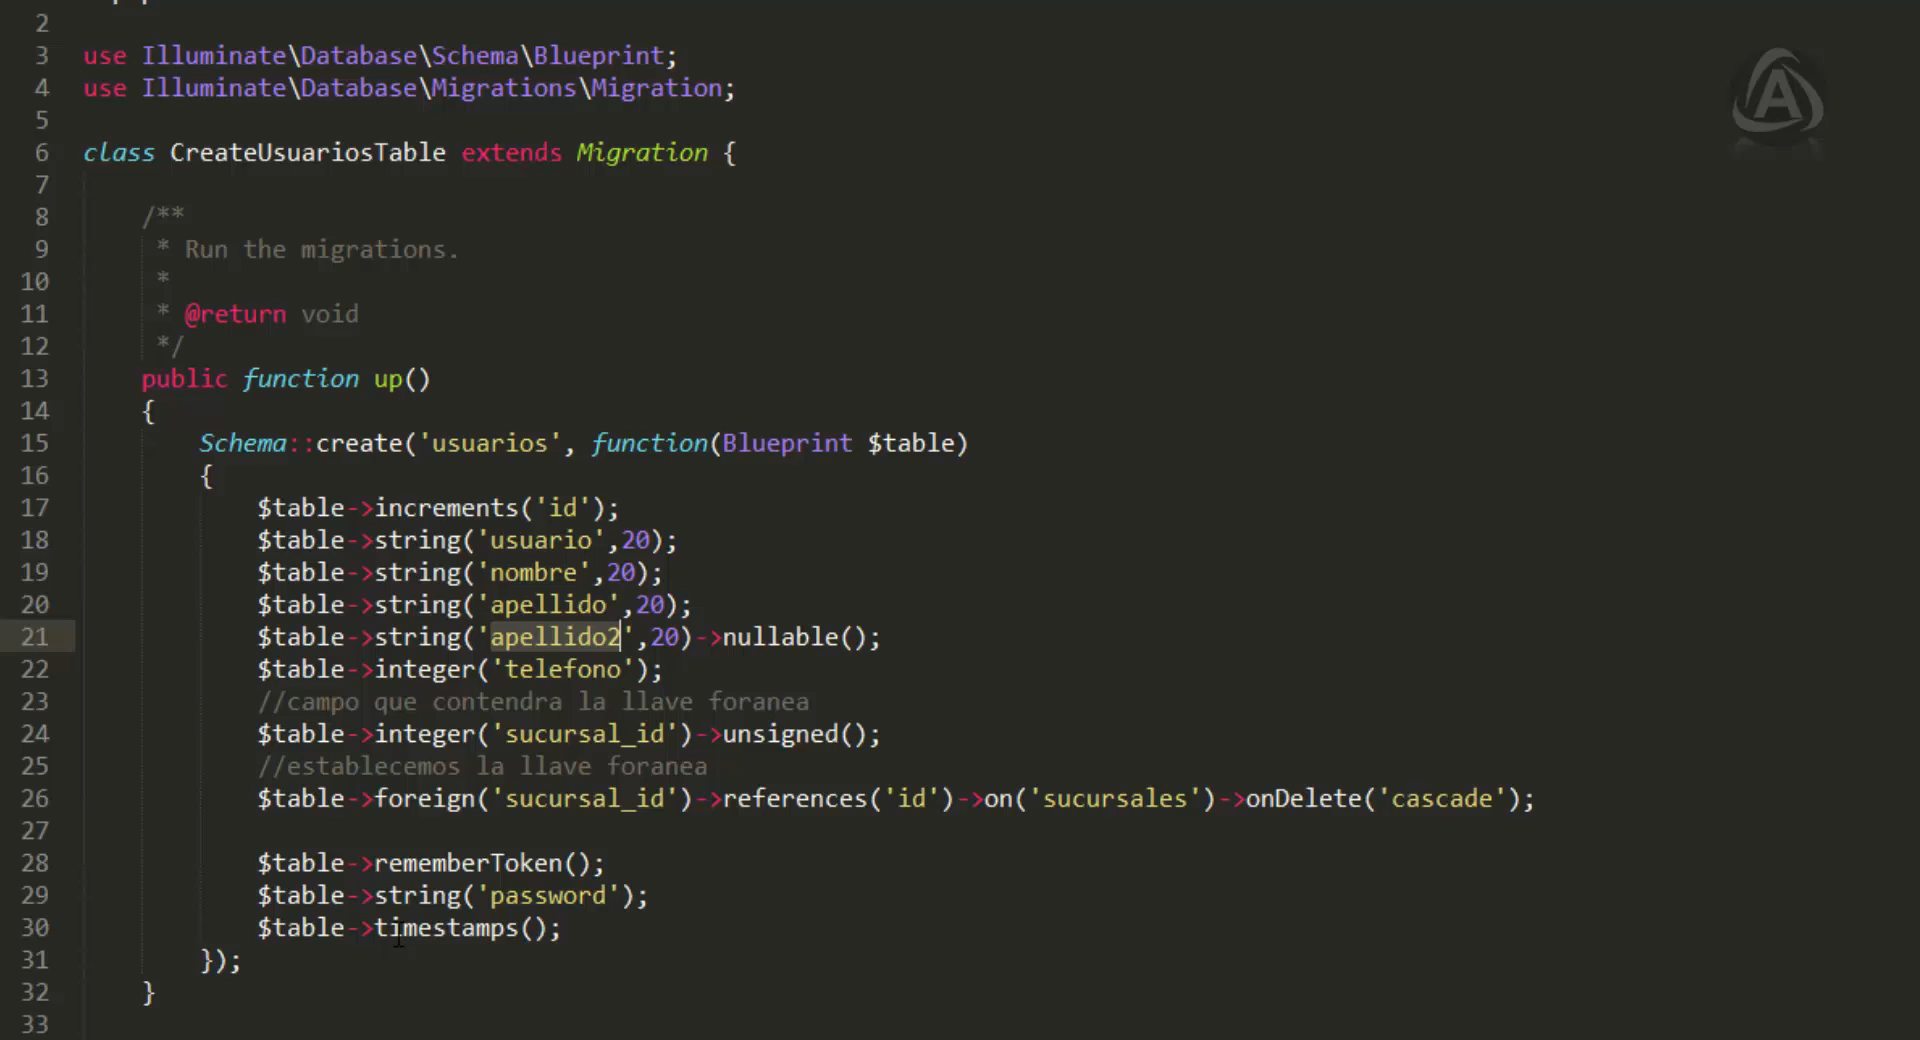 2
3 use Illuminate\Database\Schema\Blueprint;
4 use Illuminate\Database\Migrations\Migration;
5
6 class CreateUsuariosTable extends Migration {
7
8 /**
9 * Run the migrations.
10 *
11 * @return void
12 */
13 public function up()
14 {
15 Schema::create('usuarios', function(Blueprint $table)
16 {
17 $table->increments('id');
18 $table->string('usuario',20);
19 $table->string('nombre',20);
20 $table->string('apellido',20);
21 $table->string('apellido2',20)->nullable();
22 $table->integer('telefono');
23 //campo que contendra la llave foranea
24 $table->integer('sucursal_id')->unsigned();
25 //establecemos la llave foranea
26 $table->foreign('sucursal_id')->references('id')->on('sucursales')->onDelete('cascade');
27
28 $table->rememberToken();
29 $table->string('password');
30 $table->timestamps();
31 });
32 }
33
A